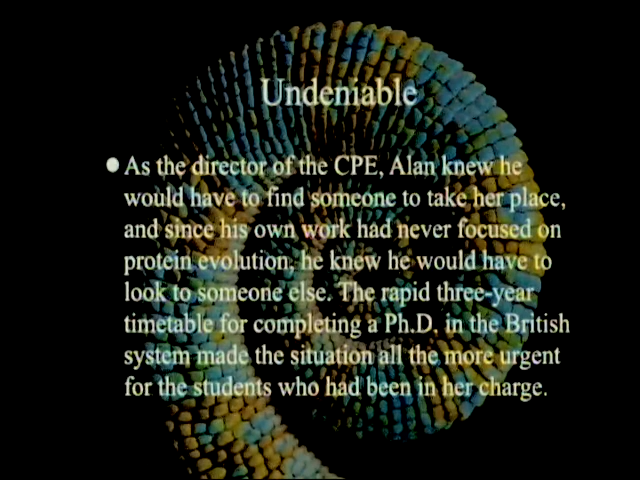 Undeniable
• As the director of the CPE, Alan knew he
would have to find someone to take her place,
and since his own work had never focused on
protein evolution, he knew he would have to
look to someone else. The rapid three-year
timetable for completing a Ph.D. in the British
system made the situation all the more urgent
for the students who had been in her charge.